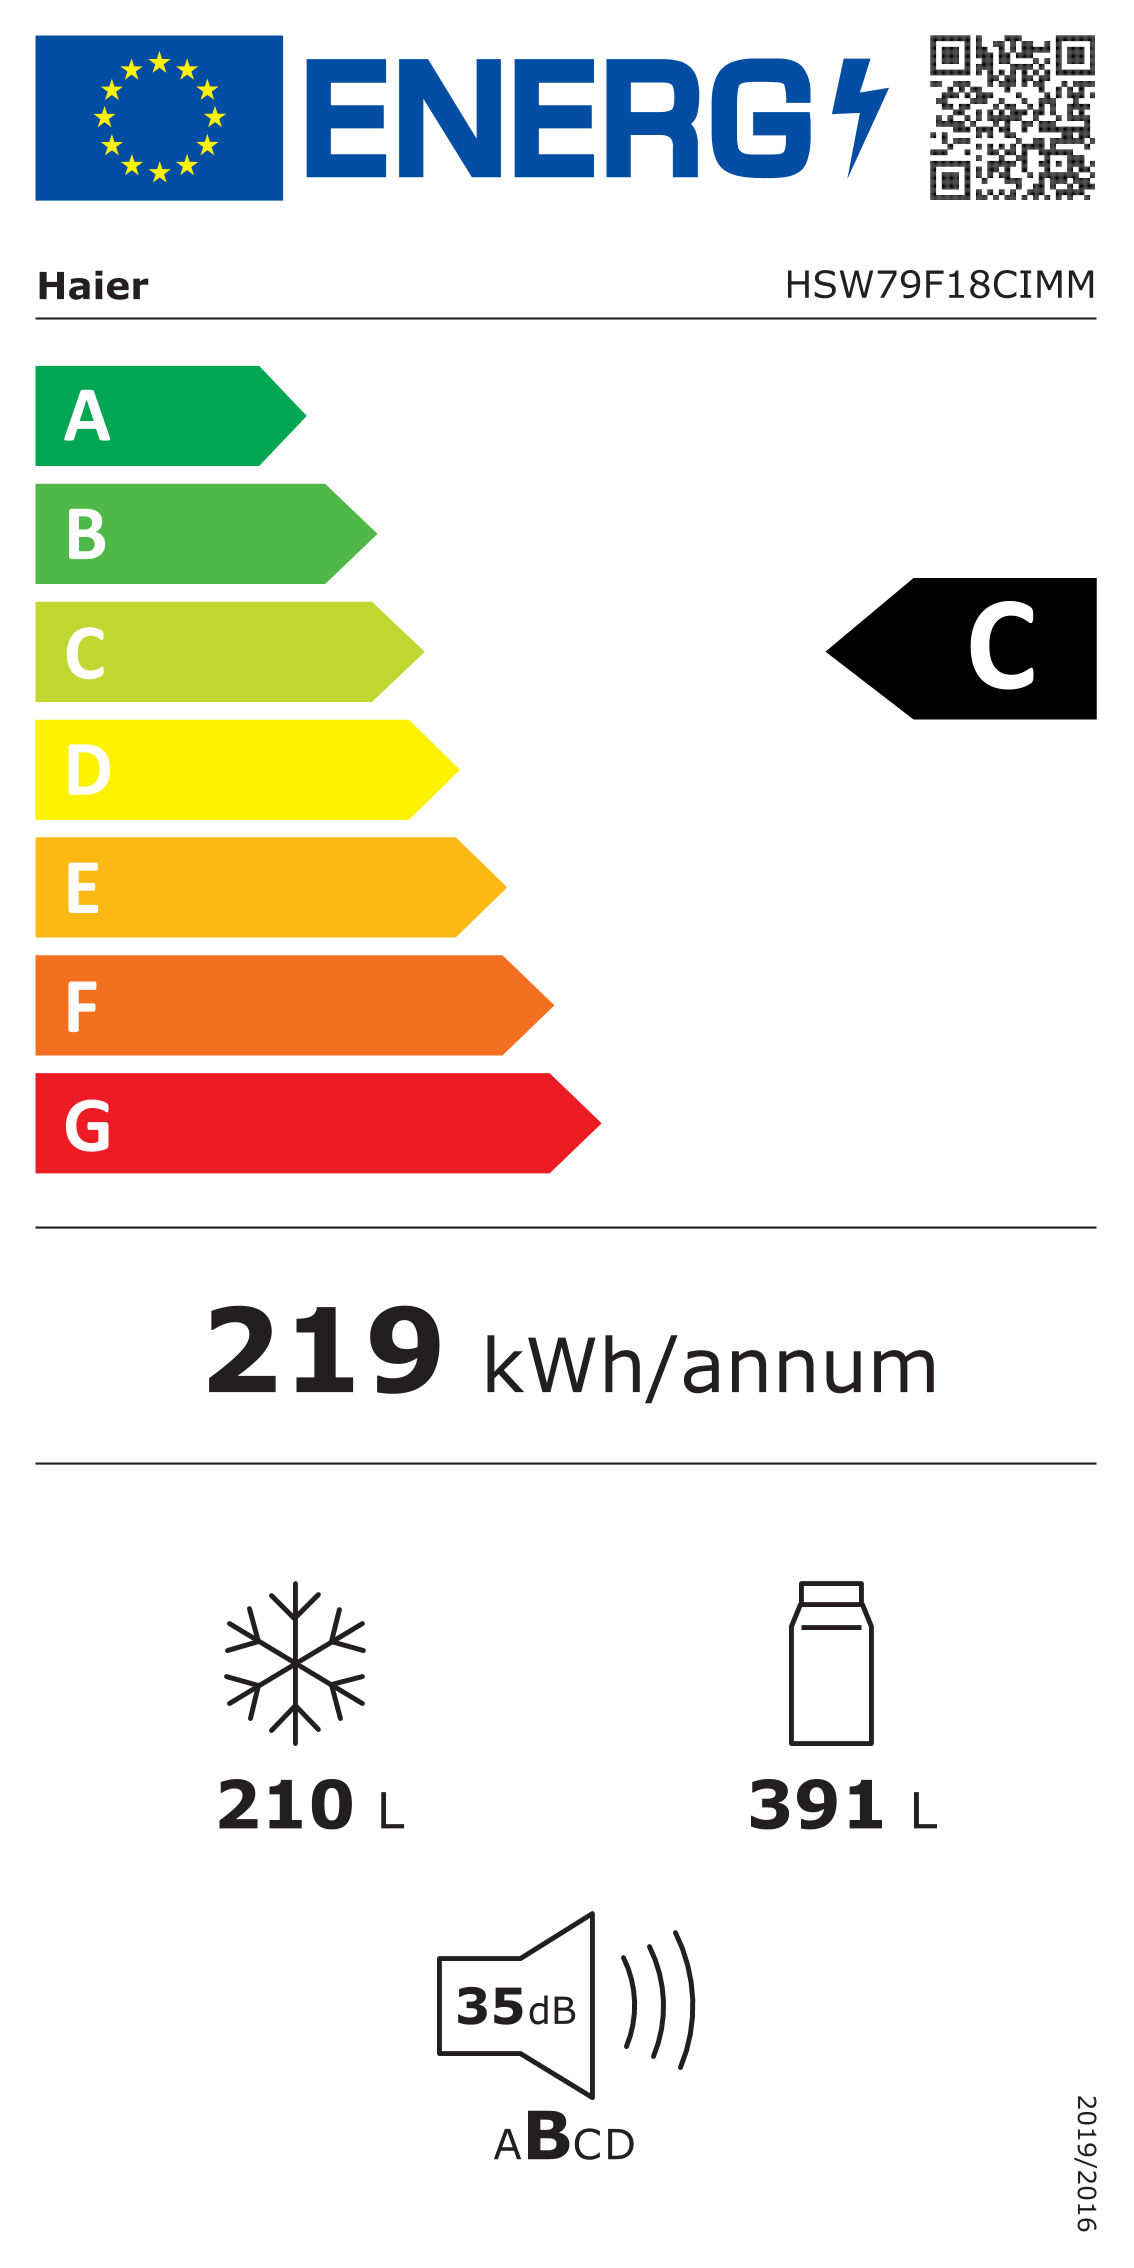 ENERG
Haier HSW79F18CIMM
A
B
C
C
D
E
F
G
219 kWh/annum
210 L 391 L
35dB
ABCD
2019/2016